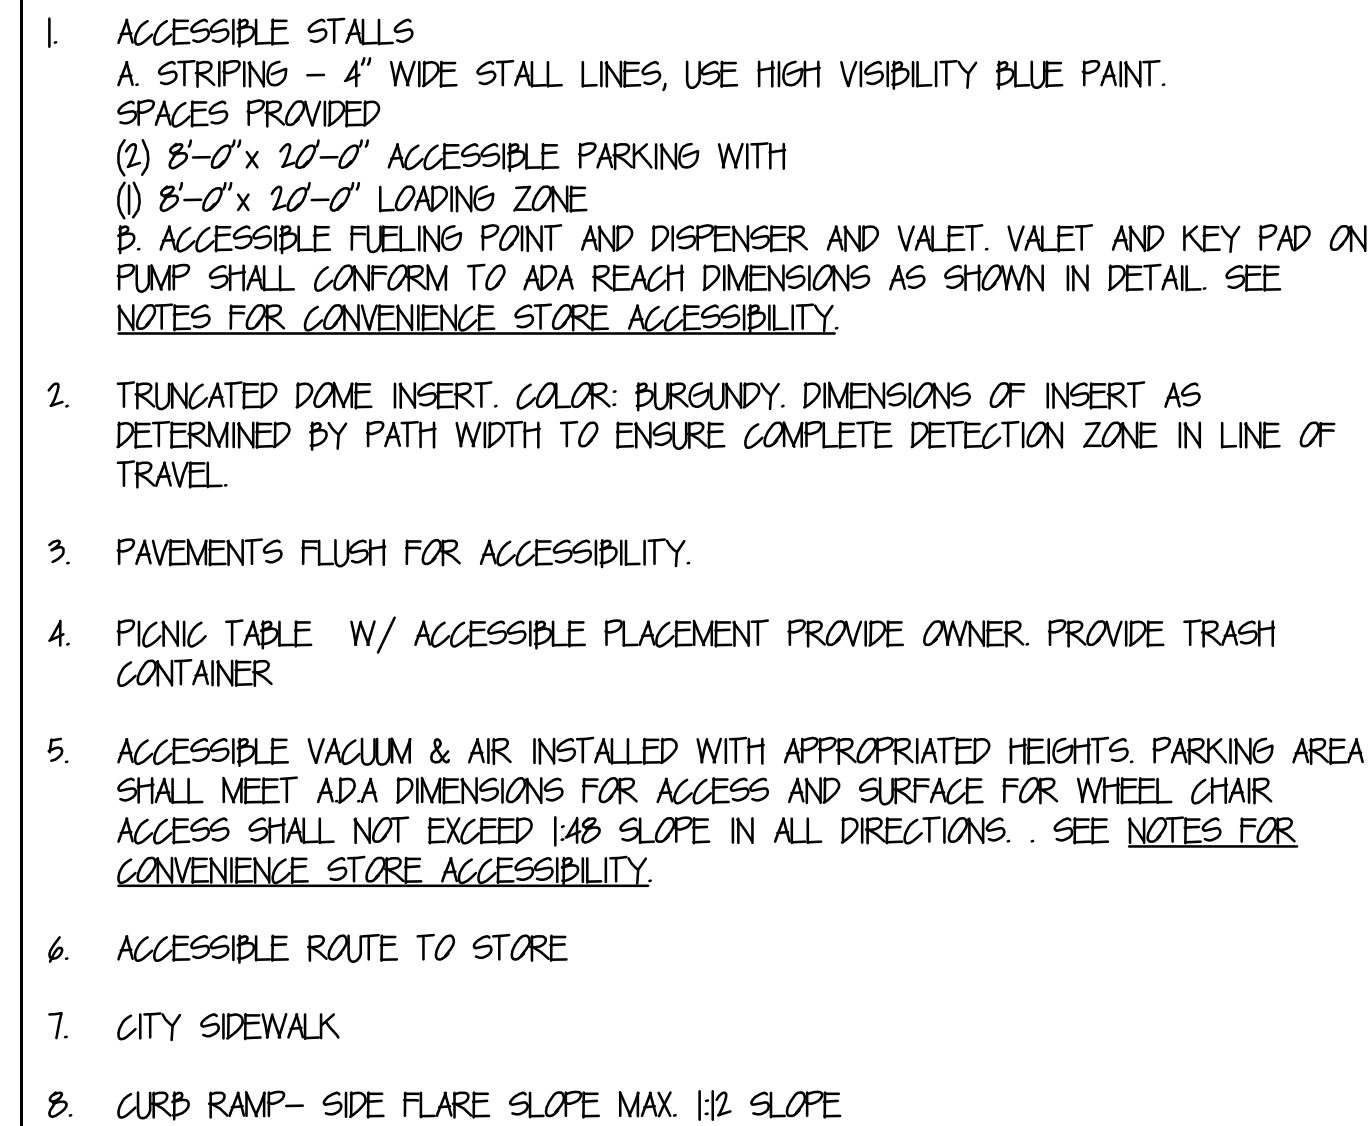 1. ACCESSIBLE STALLS
A. STRIPING – 4" WIDE STALL LINES, USE HIGH VISIBILITY BLUE PAINT.
SPACES PROVIDED
(2) 8'–0"x 20'–0" ACCESSIBLE PARKING WITH
(1) 8'–0"x 20'–0" LOADING ZONE
B. ACCESSIBLE FUELING POINT AND DISPENSER AND VALET. VALET AND KEY PAD ON
PUMP SHALL CONFORM TO ADA REACH DIMENSIONS AS SHOWN IN DETAIL. SEE
NOTES FOR CONVENIENCE STORE ACCESSIBILITY.
2. TRUNCATED DOME INSERT. COLOR: BURGUNDY. DIMENSIONS OF INSERT AS
DETERMINED BY PATH WIDTH TO ENSURE COMPLETE DETECTION ZONE IN LINE OF
TRAVEL.
3. PAVEMENTS FLUSH FOR ACCESSIBILITY.
4. PICNIC TABLE W/ ACCESSIBLE PLACEMENT PROVIDE OWNER. PROVIDE TRASH
CONTAINER
5. ACCESSIBLE VACUUM & AIR INSTALLED WITH APPROPRIATED HEIGHTS. PARKING AREA
SHALL MEET A.D.A DIMENSIONS FOR ACCESS AND SURFACE FOR WHEEL CHAIR
ACCESS SHALL NOT EXCEED 1:48 SLOPE IN ALL DIRECTIONS. . SEE NOTES FOR
CONVENIENCE STORE ACCESSIBILITY.
6. ACCESSIBLE ROUTE TO STORE
7. CITY SIDEWALK
8. CURB RAMP– SIDE FLARE SLOPE MAX. 1:12 SLOPE